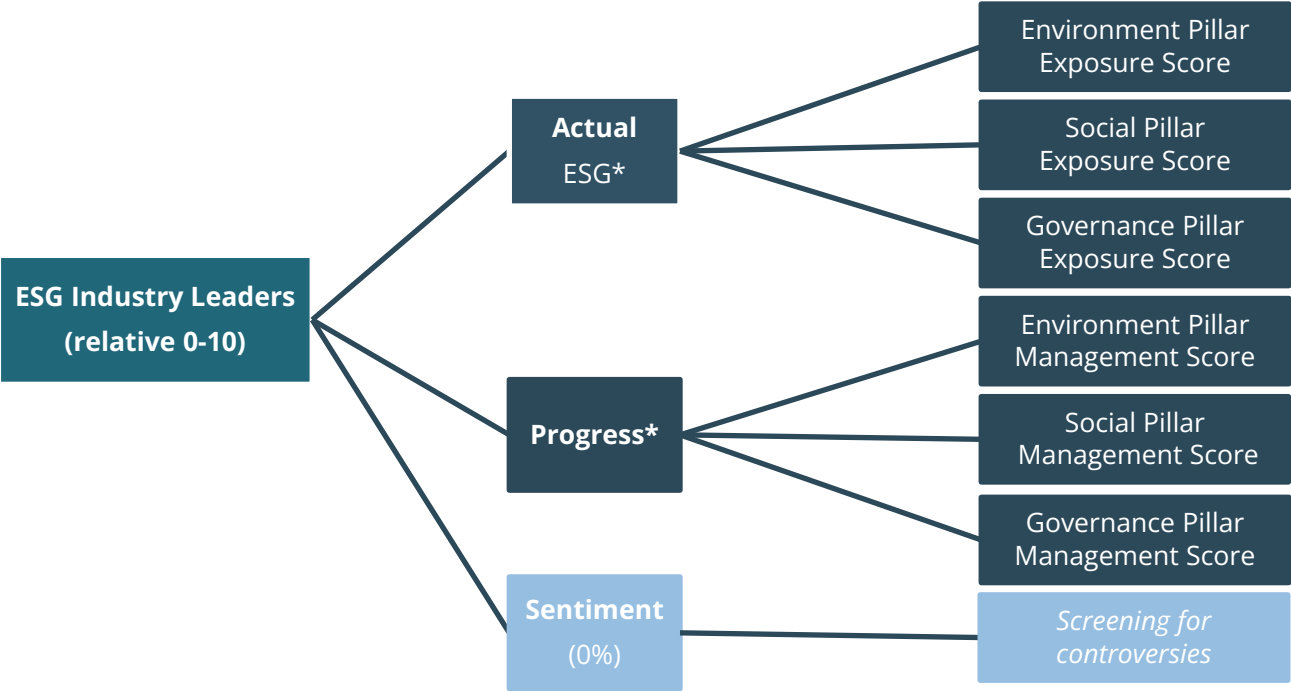 Environment Pillar
Exposure Score
Actual
ESG*
Social Pillar
Exposure Score
Governance Pillar
Exposure Score
ESG Industry Leaders
(relative 0-10)
Environment Pillar
Management Score
Progress*
Social Pillar
Management Score
Governance Pillar
Management Score
Sentiment
(0%)
Screening for
controversies